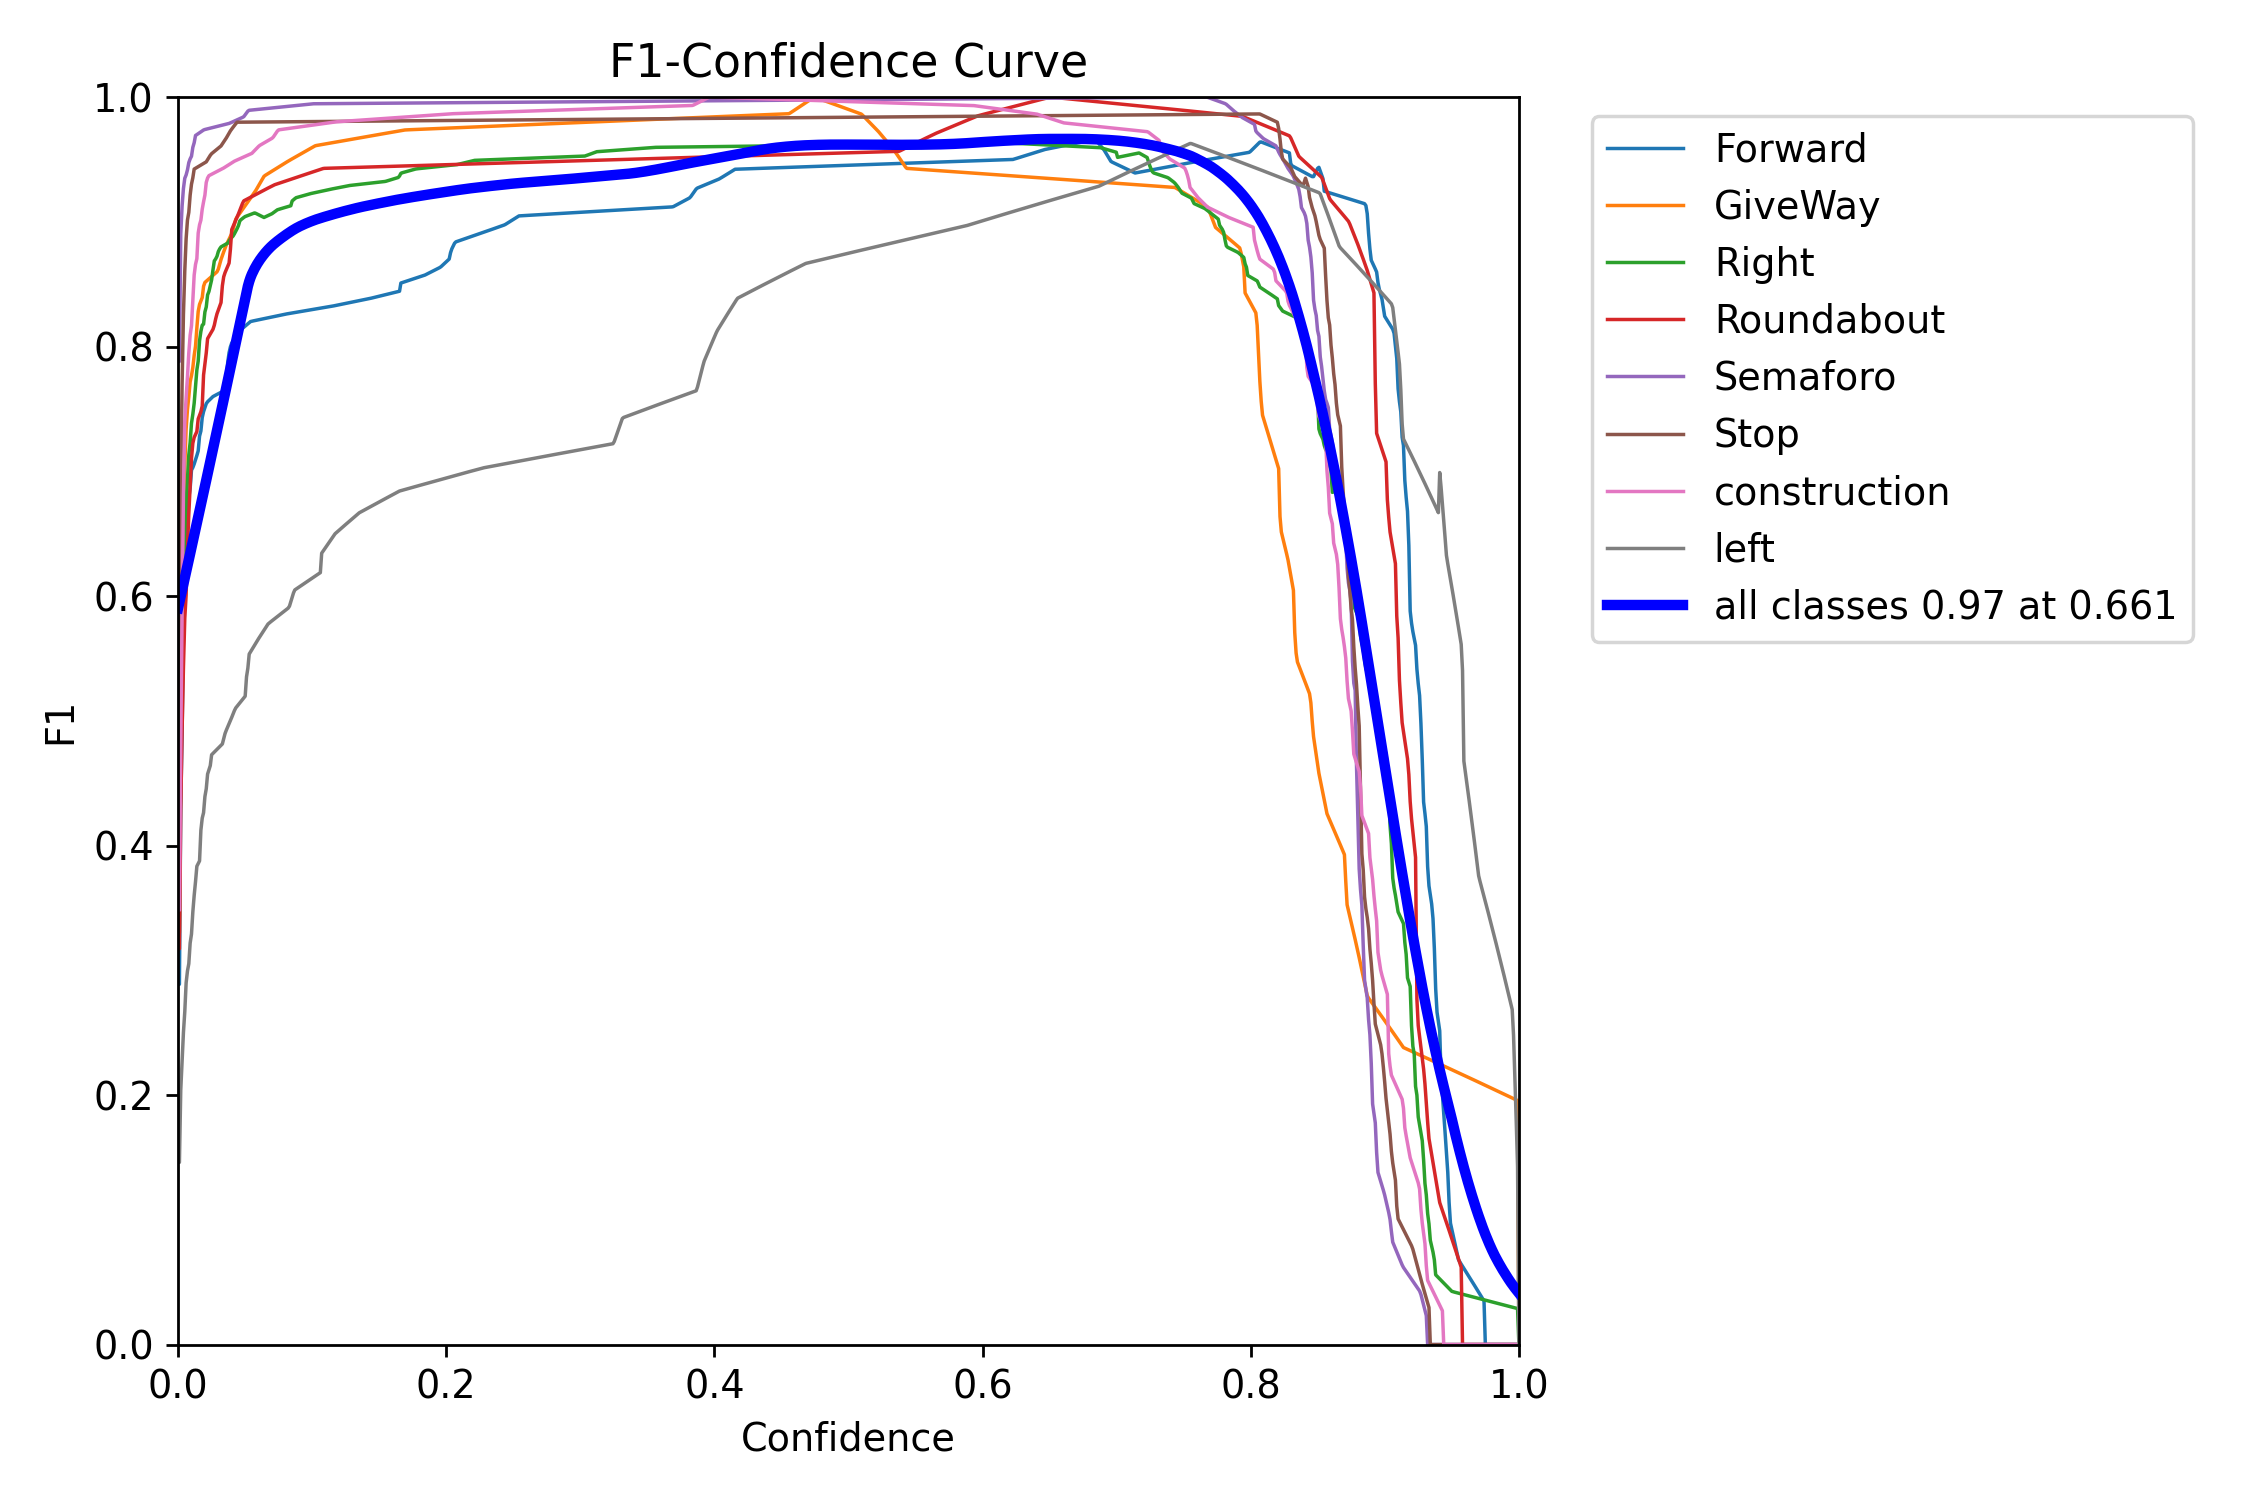 F1-Confidence Curve
1.0
0.8
0.6
0.4
0.2
0.0
F1
0.0 0.2 0.4 0.6 0.8 1.0
Confidence
Forward
GiveWay
Right
Roundabout
Semaforo
Stop
construction
left
all classes 0.97 at 0.661